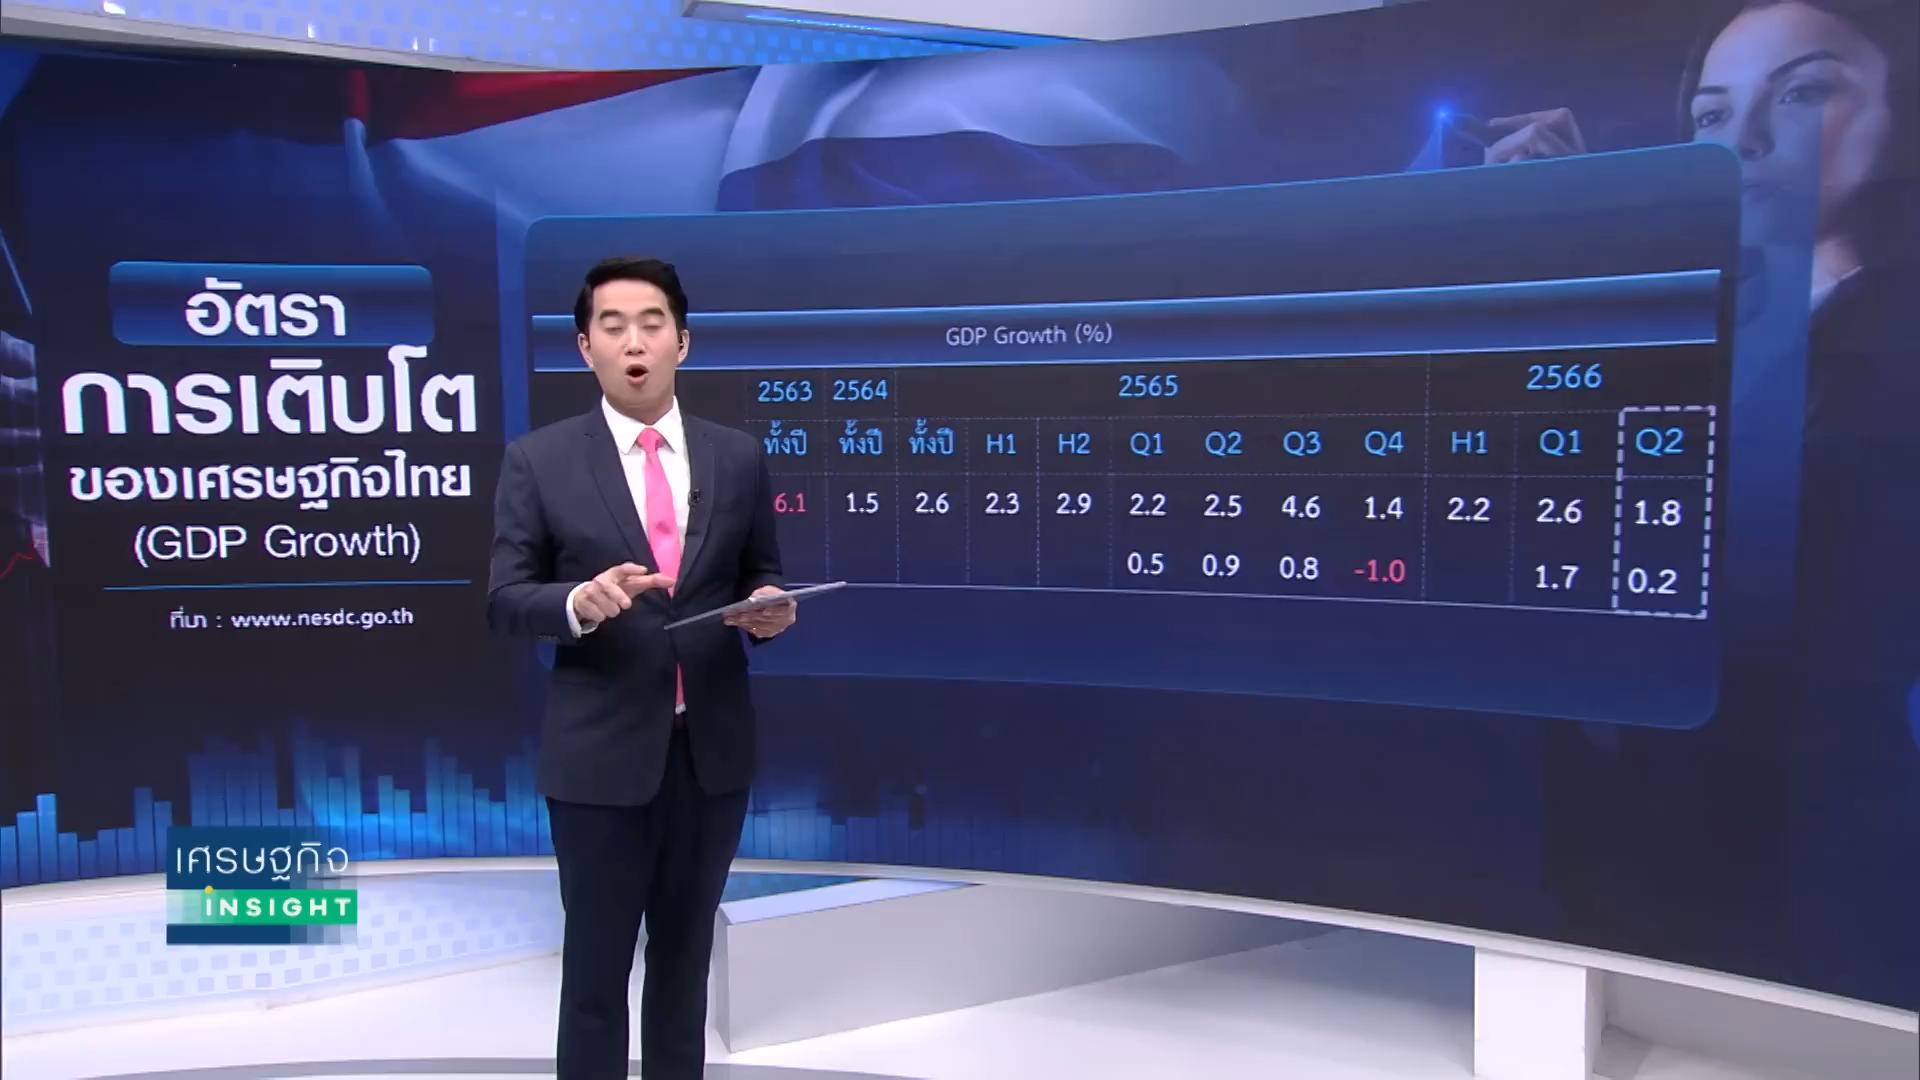 อัตรา
การเติบโต
ของเศรษฐกิจไทย
(GDP Growth)
ที่มา : www.nesdc.go.th
GDP Growth (%)
2563 2564 2565 2566
ทั้งปี ทั้งปี ทั้งปี H1 H2 Q1 Q2 Q3 Q4 H1 Q1 Q2
6.1 1.5 2.6 2.3 2.9 2.2 2.5 4.6 1.4 2.2 2.6 1.8
0.5 0.9 0.8 -1.0 1.7 0.2
เศรษฐกิจ
INSIGHT